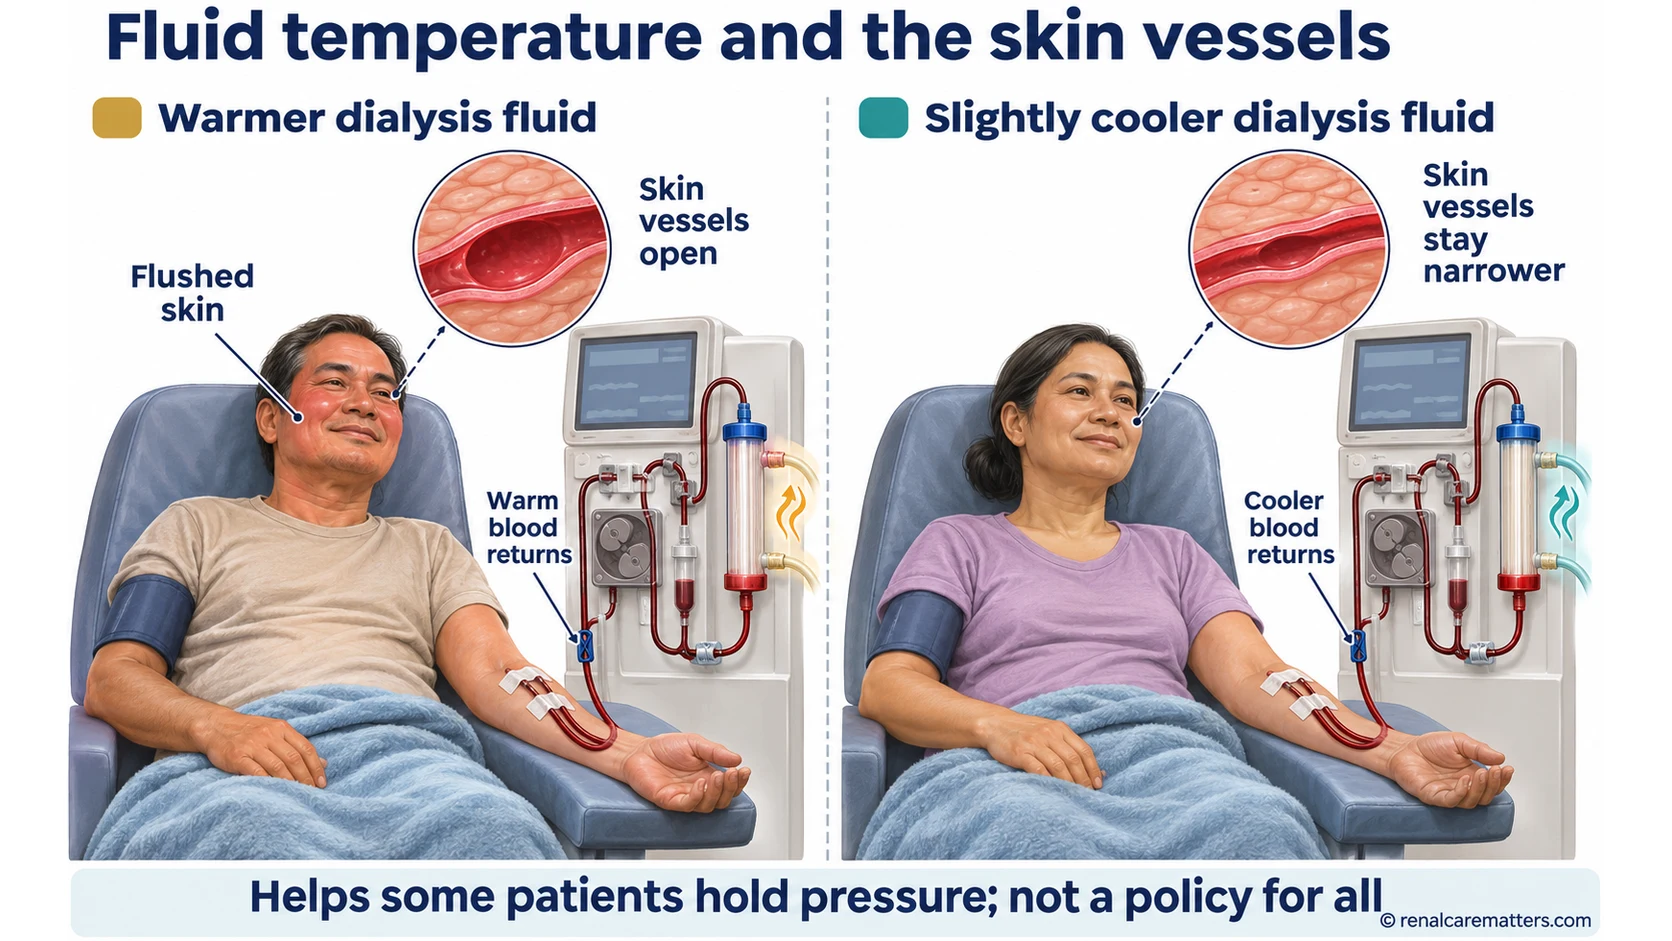 Fluid temperature and the skin vessels
Warmer dialysis fluid
Skin
vessels
open
Flushed
skin
Warm
blood
returns
Slightly cooler dialysis fluid
Skin
vessels
stay
narrower
Cooler
blood
returns
Helps some patients hold pressure; not a policy for all
© renalcarematters.com